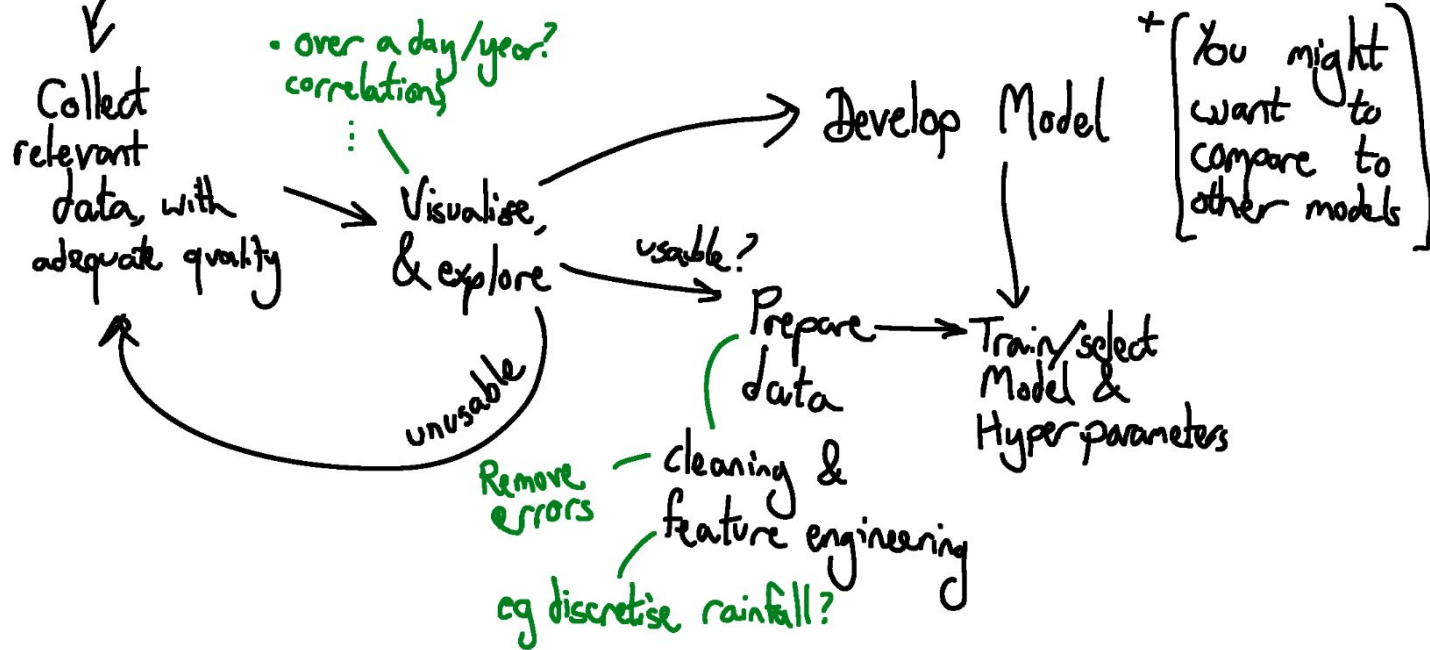 • over a day/year?
correlations
⋮
Collect
relevant
data, with
adequate quality
Visualise,
& explore
unusable
usable?
Develop Model
+ [You might
want to
compare to
other models]
Prepare
data
cleaning &
feature engineering
Remove
errors
eg discretise rainfall?
Train/select
Model &
Hyperparameters